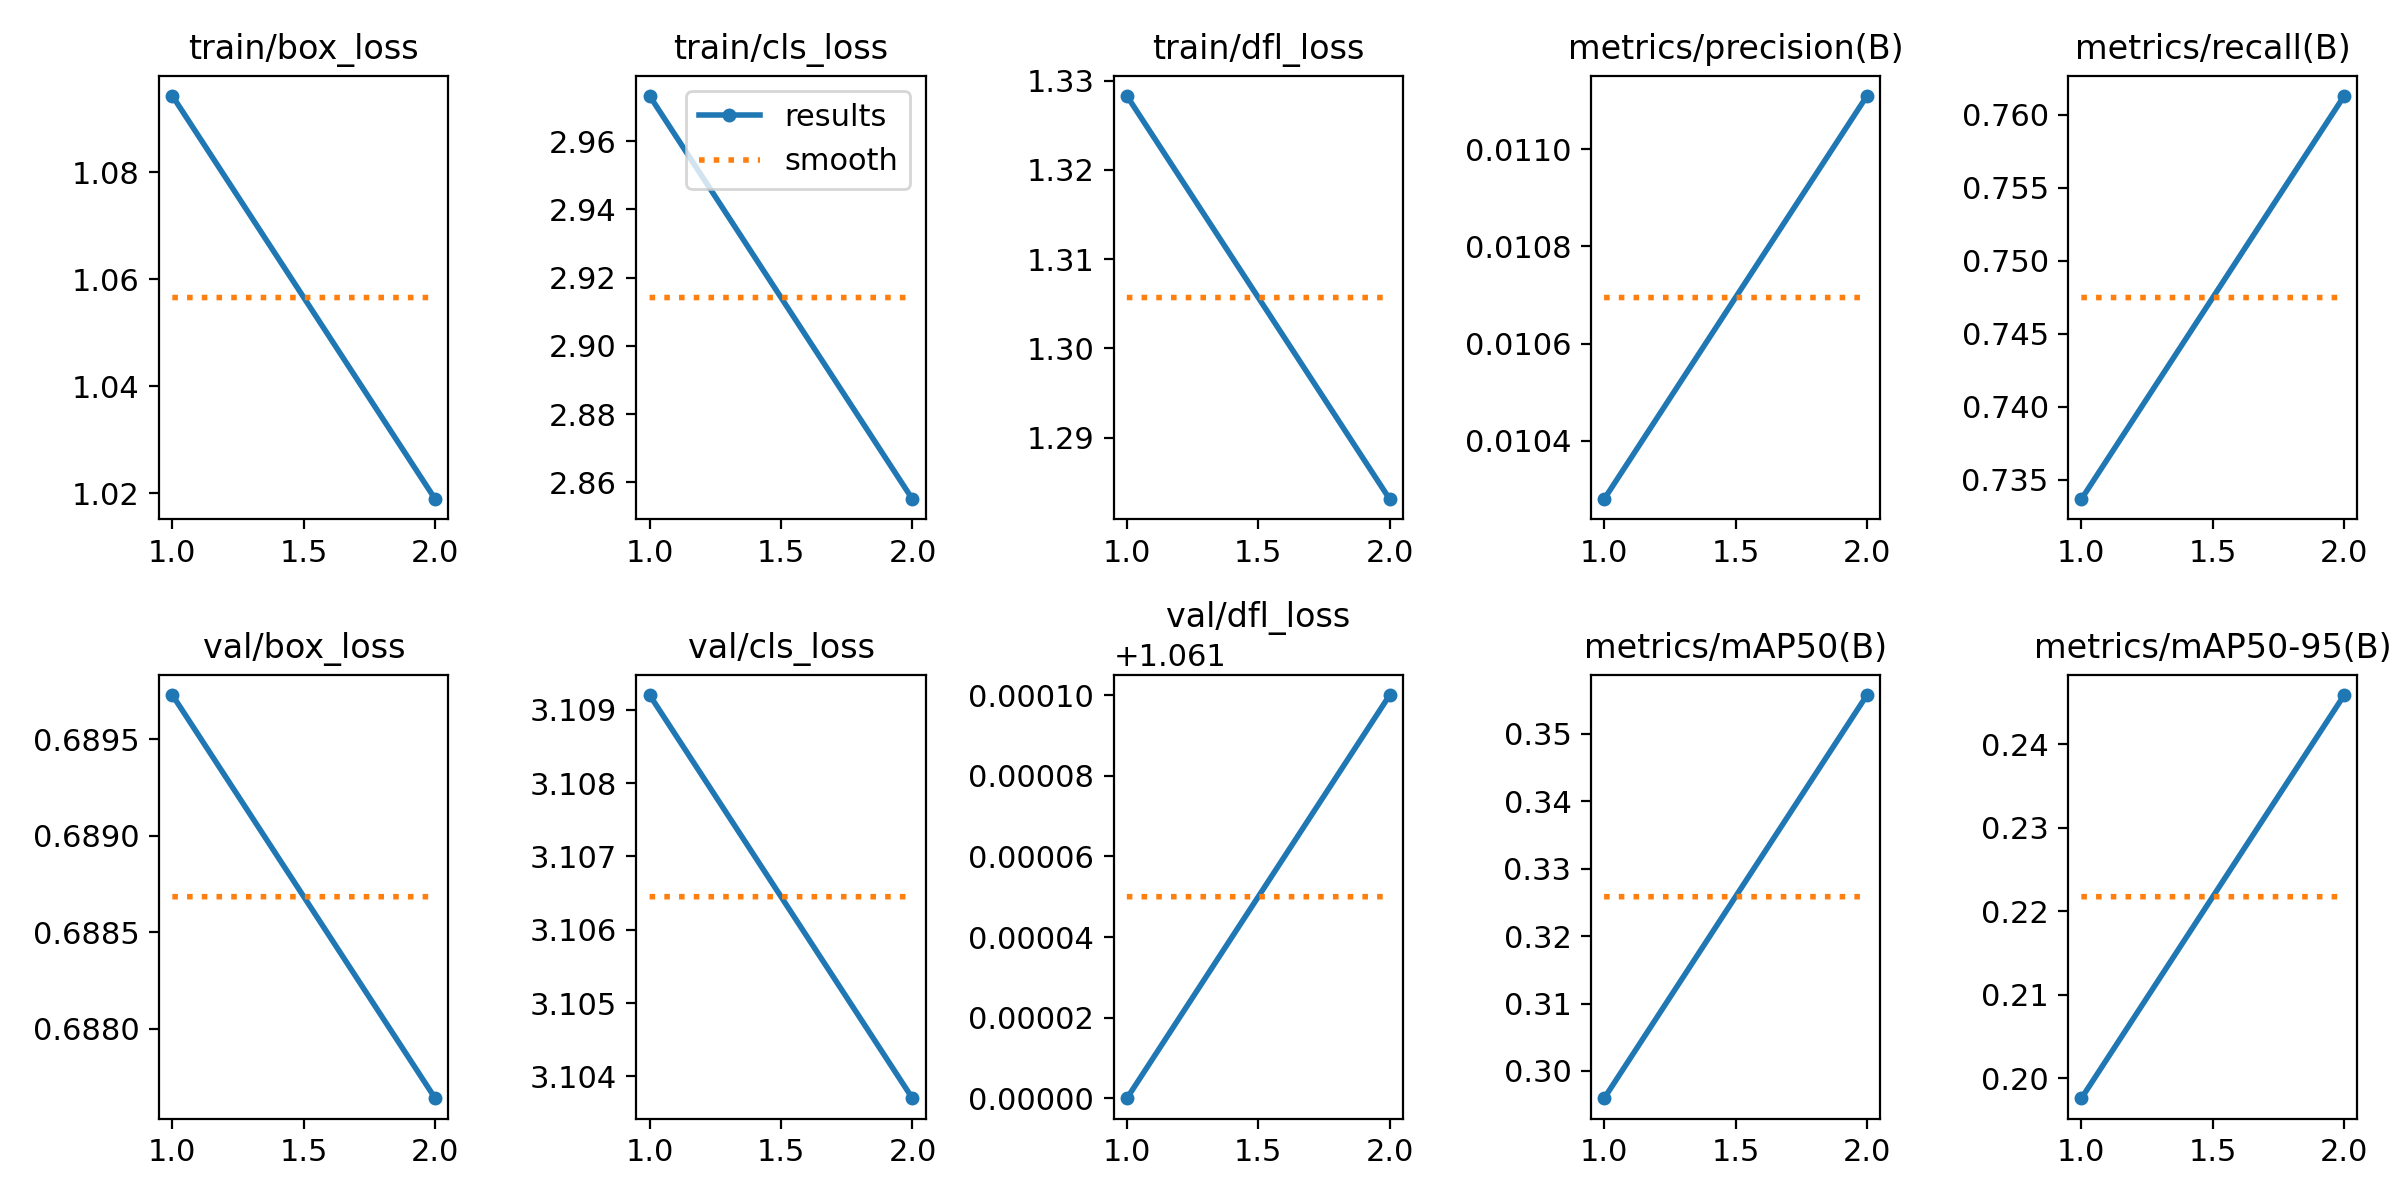 train/box_loss
1.08
1.06
1.04
1.02
1.0 1.5 2.0
train/cls_loss
results
smooth
2.96
2.94
2.92
2.90
2.88
2.86
1.0 1.5 2.0
train/dfl_loss
1.33
1.32
1.31
1.30
1.29
1.0 1.5 2.0
metrics/precision(B)
0.0110
0.0108
0.0106
0.0104
1.0 1.5 2.0
metrics/recall(B)
0.760
0.755
0.750
0.745
0.740
0.735
1.0 1.5 2.0
val/box_loss
0.6895
0.6890
0.6885
0.6880
1.0 1.5 2.0
val/cls_loss
3.109
3.108
3.107
3.106
3.105
3.104
1.0 1.5 2.0
val/dfl_loss
+1.061
0.00010
0.00008
0.00006
0.00004
0.00002
0.00000
1.0 1.5 2.0
metrics/mAP50(B)
0.35
0.34
0.33
0.32
0.31
0.30
1.0 1.5 2.0
metrics/mAP50-95(B)
0.24
0.23
0.22
0.21
0.20
1.0 1.5 2.0